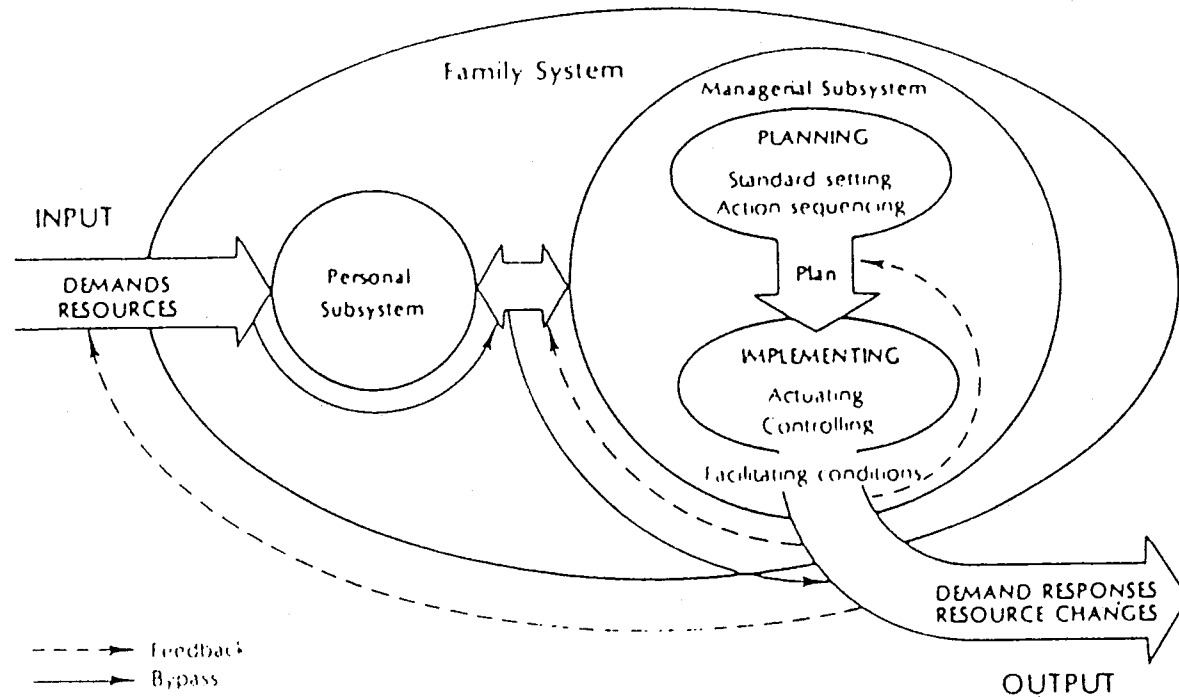 Family System
Managerial Subsystem
PLANNING
Standard setting
Action sequencing
INPUT
DEMANDS
RESOURCES
Personal
Subsystem
Plan
IMPLEMENTING
Actuating
Controlling
Facilitating conditions
DEMAND RESPONSES
RESOURCE CHANGES
Feedback
Bypass
OUTPUT